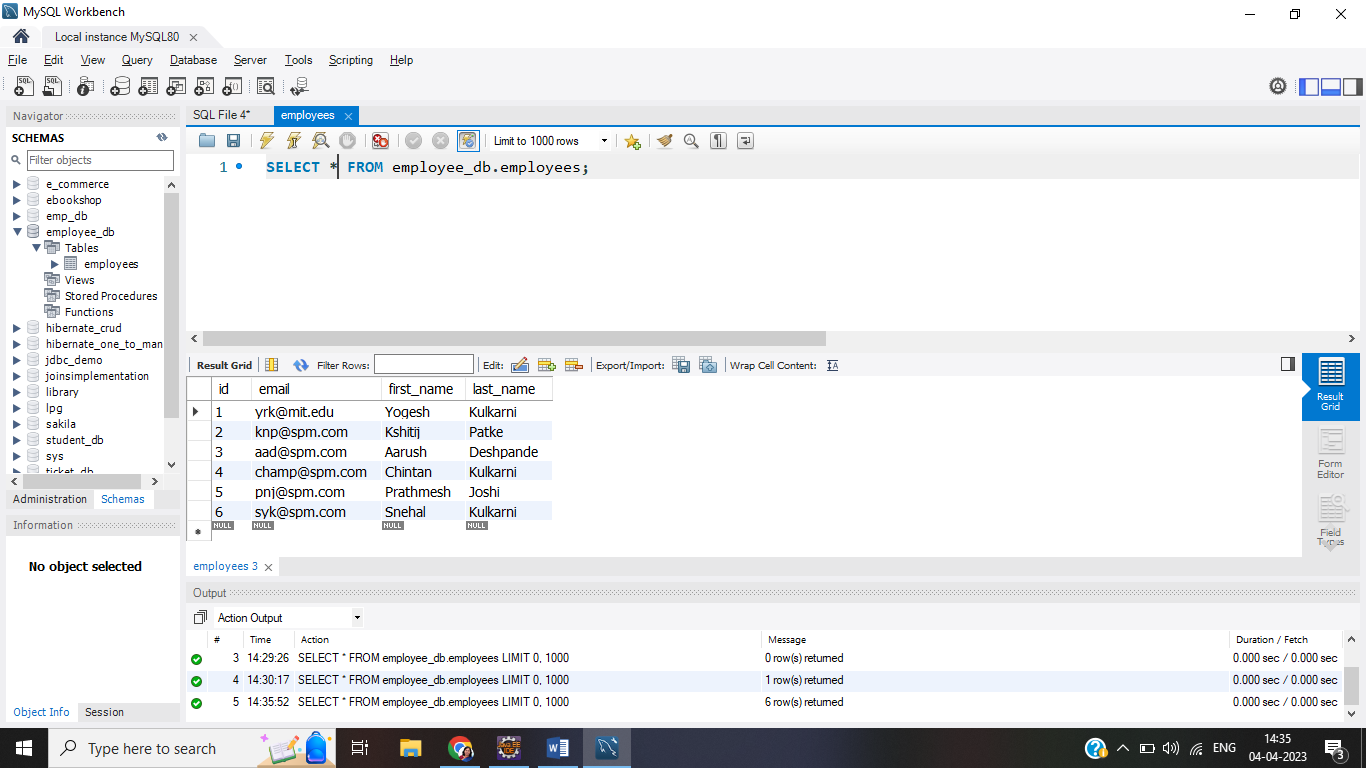 MySQL Workbench
Local instance MySQL80
File Edit View Query Database Server Tools Scripting Help
Navigator
SCHEMAS
Filter objects
e_commerce
ebookshop
emp_db
employee_db
Tables
employees
Views
Stored Procedures
Functions
hibernate_crud
hibernate_one_to_man
jdbc_demo
joinsimplementation
library
lpg
sakila
student_db
sys
ticket_db
Administration Schemas
Information
No object selected
Object Info Session
SQL File 4* employees
Limit to 1000 rows
1 SELECT * FROM employee_db.employees;
Result Grid Filter Rows: Edit: Export/Import: Wrap Cell Content:
id email first_name last_name
1 yrk@mit.edu Yogesh Kulkarni
2 knp@spm.com Kshitij Patke
3 aad@spm.com Aarush Deshpande
4 champ@spm.com Chintan Kulkarni
5 pnj@spm.com Prathmesh Joshi
6 syk@spm.com Snehal Kulkarni
NULL NULL NULL NULL
Result
Grid
Form
Editor
Field
Types
employees 3
Output
Action Output
# Time Action Message Duration / Fetch
3 14:29:26 SELECT * FROM employee_db.employees LIMIT 0, 1000 0 row(s) returned 0.000 sec / 0.000 sec
4 14:30:17 SELECT * FROM employee_db.employees LIMIT 0, 1000 1 row(s) returned 0.000 sec / 0.000 sec
5 14:35:52 SELECT * FROM employee_db.employees LIMIT 0, 1000 6 row(s) returned 0.000 sec / 0.000 sec
Type here to search
ENG
14:35
04-04-2023
3